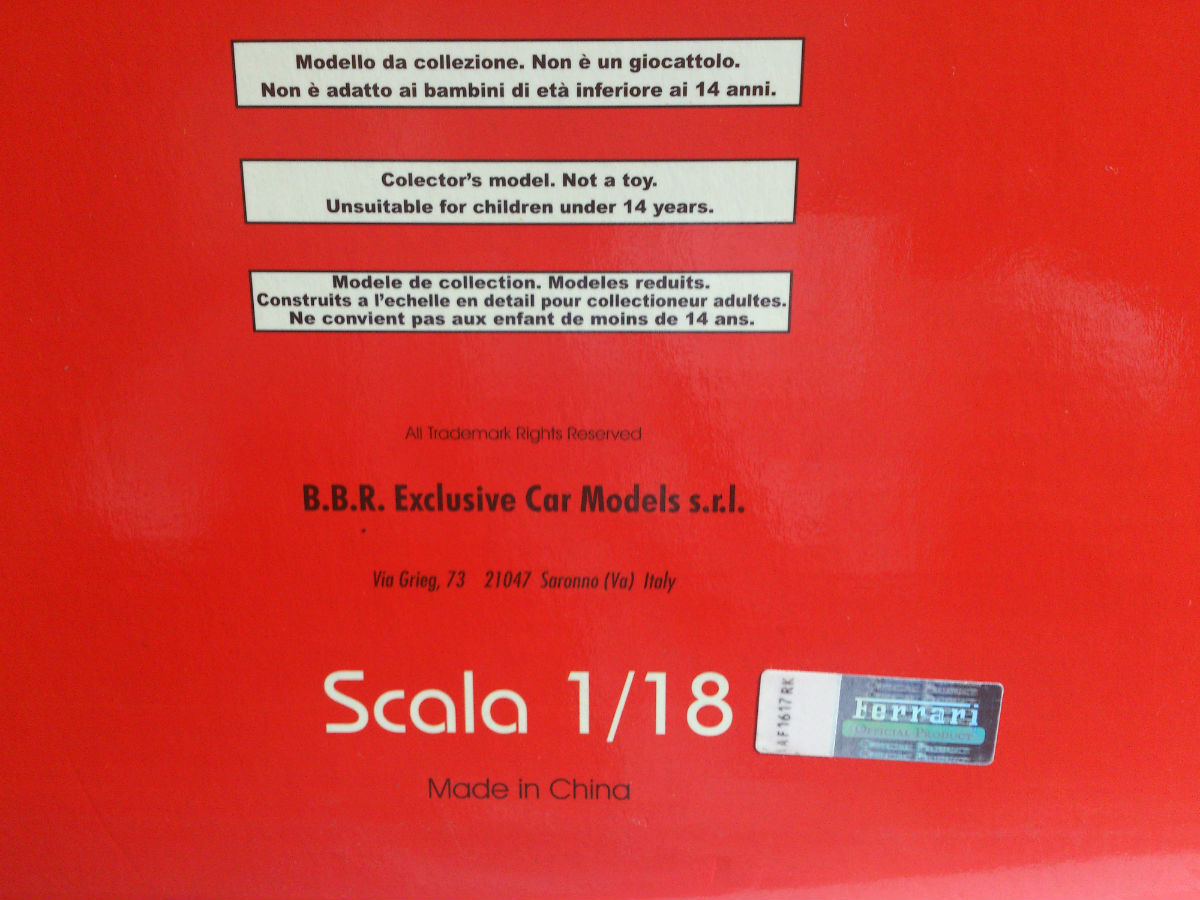 Modello da collezione. Non è un giocattolo.
Non è adatto ai bambini di età inferiore ai 14 anni.
Colector's model. Not a toy.
Unsuitable for children under 14 years.
Modele de collection. Modeles reduits.
Construits a l'echelle en detail pour collectioneur adultes.
Ne convient pas aux enfant de moins de 14 ans.
All Trademark Rights Reserved
B.B.R. Exclusive Car Models s.r.l.
Via Grieg, 73 21047 Saronno (Va) Italy
Scala 1/18
Ferrari
OFFICIAL PRODUCT
Made in China